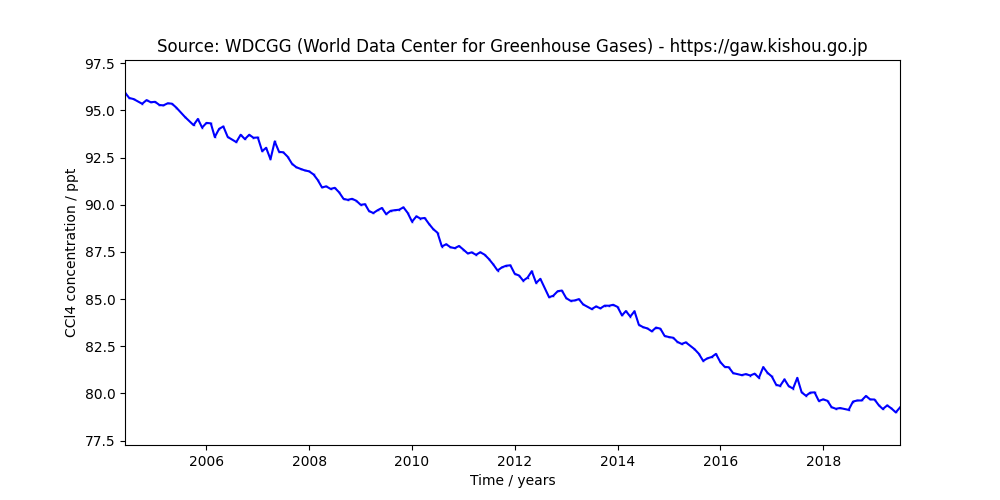 Source: WDCGG (World Data Center for Greenhouse Gases) - https://gaw.kishou.go.jp
97.5
95.0
92.5
90.0
87.5
85.0
82.5
80.0
77.5
CCl4 concentration / ppt
2006 2008 2010 2012 2014 2016 2018
Time / years